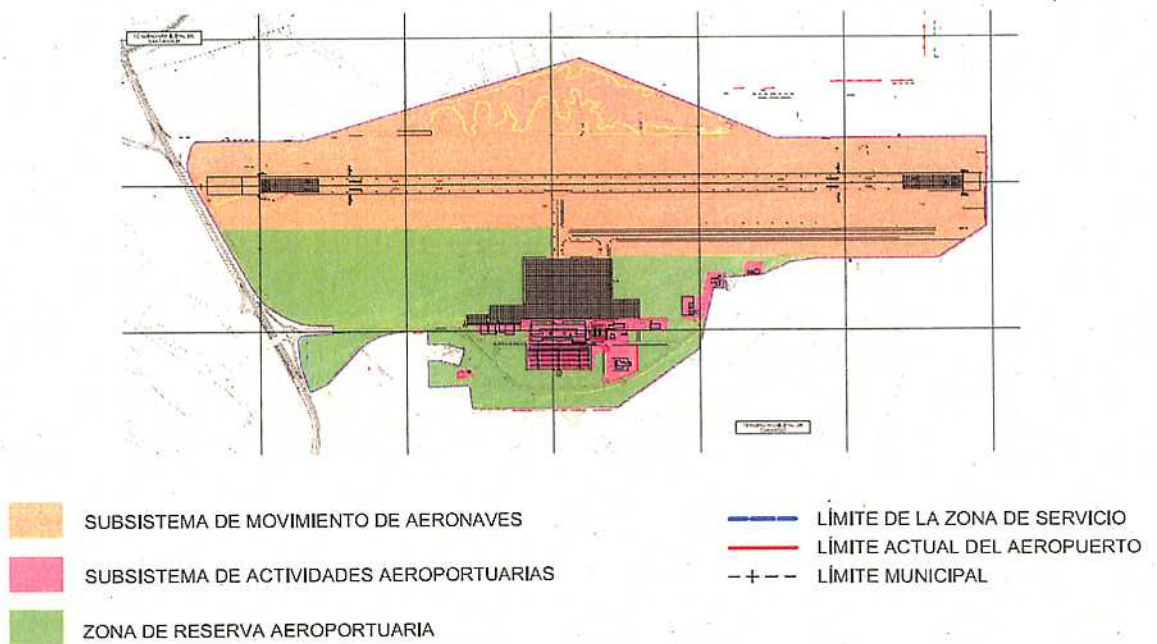 SUBSISTEMA DE MOVIMIENTO DE AERONAVES
SUBSISTEMA DE ACTIVIDADES AEROPORTUARIAS
ZONA DE RESERVA AEROPORTUARIA
LÍMITE DE LA ZONA DE SERVICIO
LÍMITE ACTUAL DEL AEROPUERTO
LÍMITE MUNICIPAL